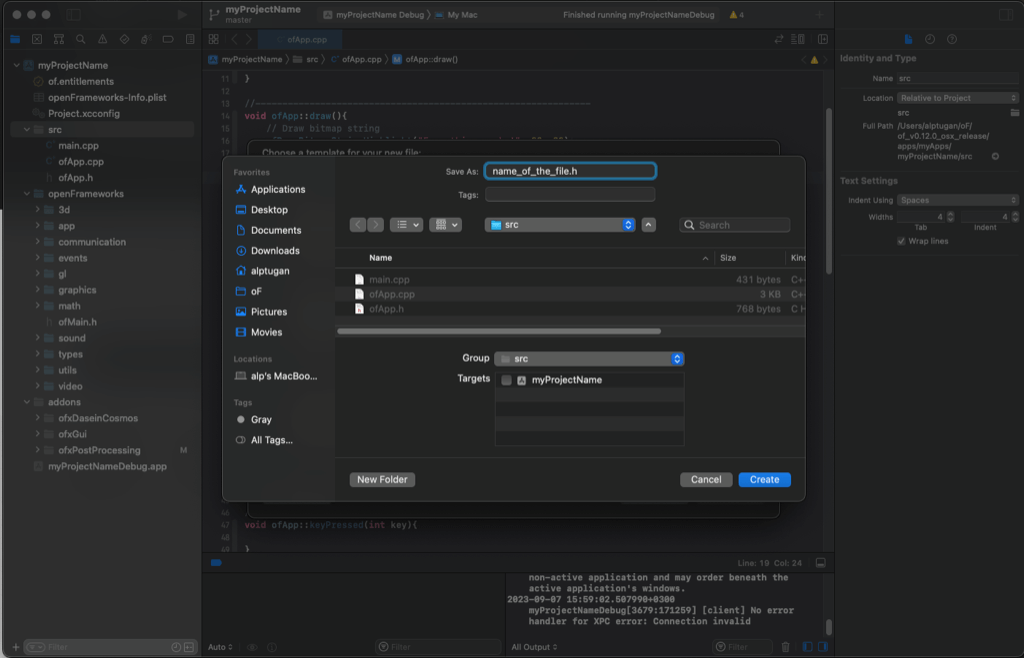 myProjectName
master
myProjectName Debug
My Mac
Finished running myProjectNameDebug
4
ofApp.cpp
myProjectName
src
ofApp.cpp
M
ofApp::draw()
myProjectName
of.entitlements
openFrameworks-Info.plist
Project.xcconfig
src
main.cpp
ofApp.cpp
ofApp.h
openFrameworks
3d
app
communication
events
gl
graphics
math
ofMain.h
sound
types
utils
video
addons
ofxDaseinCosmos
ofxGui
ofxPostProcessing M
myProjectNameDebug.app
Filter
11 }
12
13 //--------------------------------------------------------------
14 void ofApp::draw(){
15 // Draw bitmap string
Choose a template for your new file:
Favorites
Applications
Desktop
Documents
Downloads
alptugan
oF
Pictures
Movies
Locations
alp's MacBoo...
Tags
Gray
All Tags...
Save As: name_of_the_file.h
Tags:
src
Search
Name Size Kind
main.cpp 431 bytes C+
ofApp.cpp 3 KB C+
ofApp.h 768 bytes C H
Group src
Targets myProjectName
New Folder
Cancel
Create
46
47 void ofApp::keyPressed(int key){
48
49 }
Line: 19 Col: 24
non-active application and may order beneath the
active application's windows.
2023-09-07 15:59:02.507990+0300
myProjectNameDebug[3679:171259] [client] No error
handler for XPC error: Connection invalid
Auto
Filter
All Output
Filter
Identity and Type
Name src
Location Relative to Project
src
Full Path /Users/alptugan/oF/
of_v0.12.0_osx_release/
apps/myApps/
myProjectName/src
Text Settings
Indent Using Spaces
Widths 4 4
Tab Indent
Wrap lines